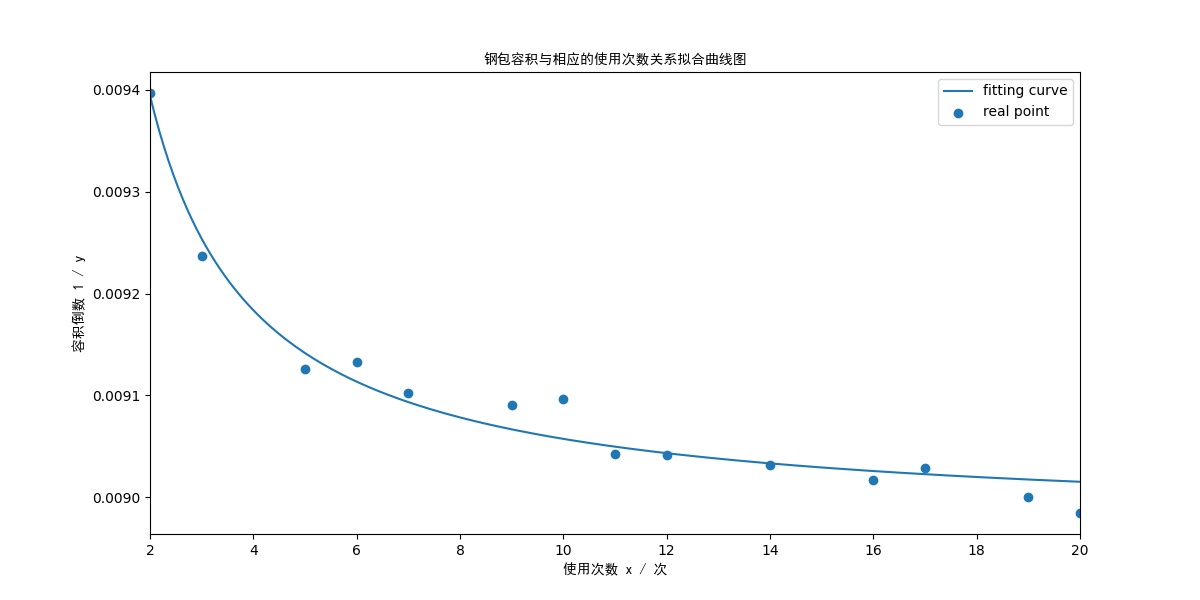 钢包容积与相应的使用次数关系拟合曲线图
fitting curve
real point
容积倒数 1 / y
0.0094
0.0093
0.0092
0.0091
0.0090
2 4 6 8 10 12 14 16 18 20
使用次数 x / 次